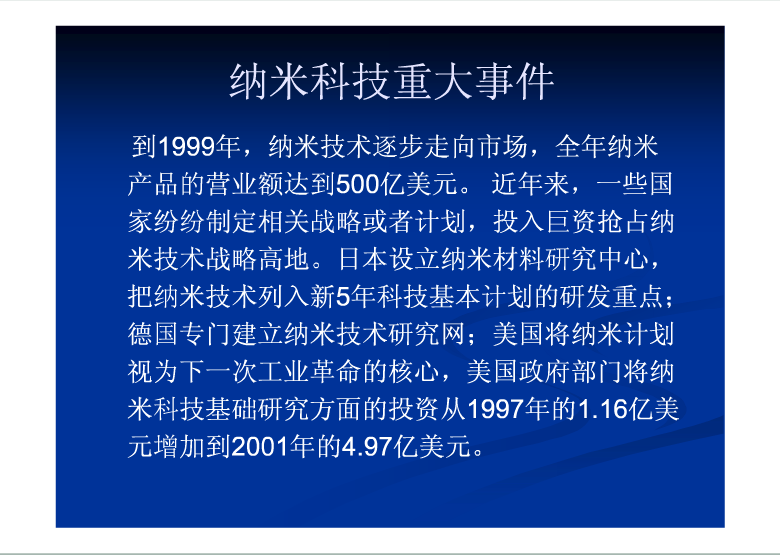 纳米科技重大事件
到1999年，纳米技术逐步走向市场，全年纳米
产品的营业额达到500亿美元。 近年来，一些国
家纷纷制定相关战略或者计划，投入巨资抢占纳
米技术战略高地。日本设立纳米材料研究中心，
把纳米技术列入新5年科技基本计划的研发重点；
德国专门建立纳米技术研究网；美国将纳米计划
视为下一次工业革命的核心，美国政府部门将纳
米科技基础研究方面的投资从1997年的1.16亿美
元增加到2001年的4.97亿美元。